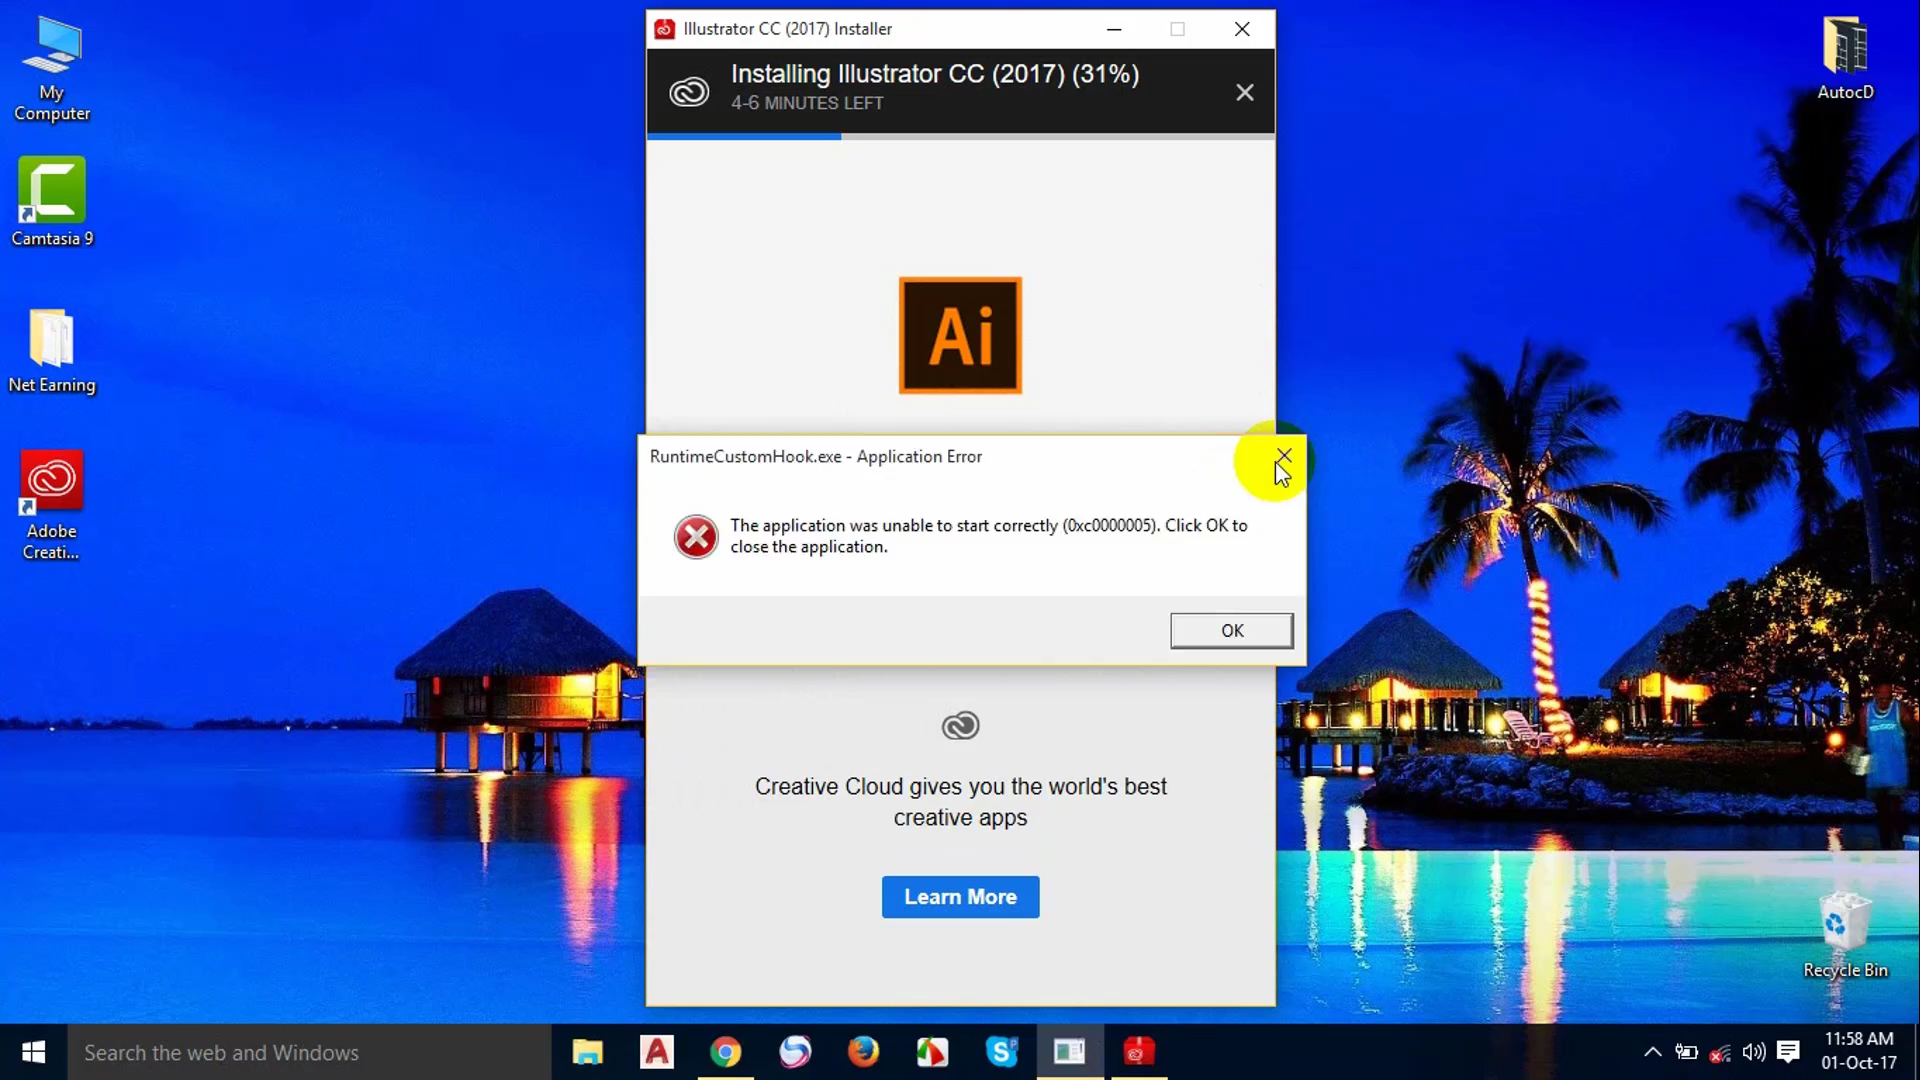 Illustrator CC (2017) Installer
Installing Illustrator CC (2017) (31%)
4-6 MINUTES LEFT
Ai
RuntimeCustomHook.exe - Application Error
The application was unable to start correctly (0xc0000005). Click OK to
close the application.
OK
Creative Cloud gives you the world's best
creative apps
Learn More
My
Computer
Camtasia 9
Net Earning
Adobe
Creati...
AutocD
Recycle Bin
Search the web and Windows
11:58 AM
01-Oct-17